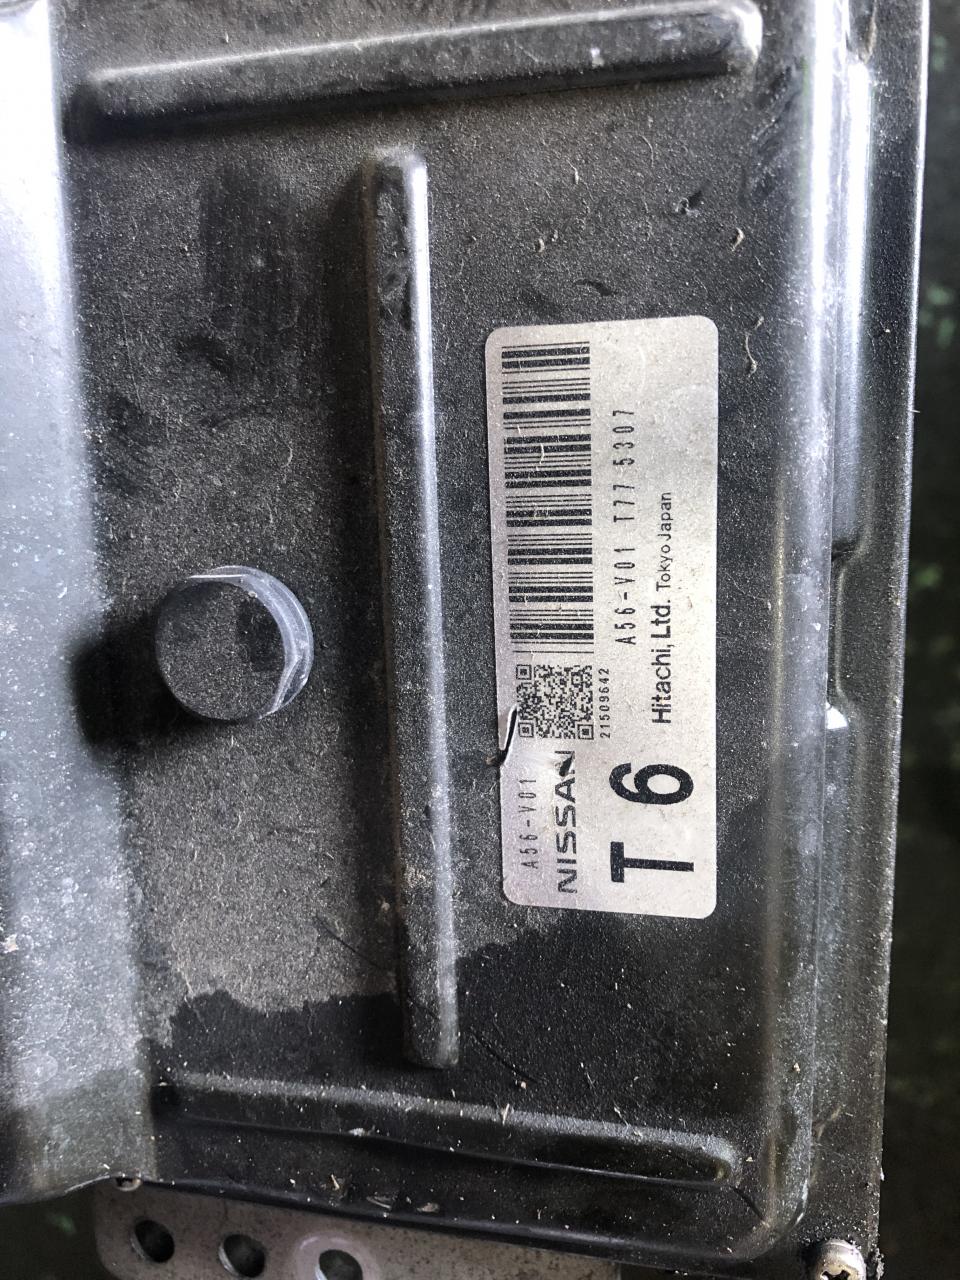 A56-V01
NISSAN
T 6
21509642
A56-V01 T77 5307
Hitachi, Ltd. Tokyo Japan